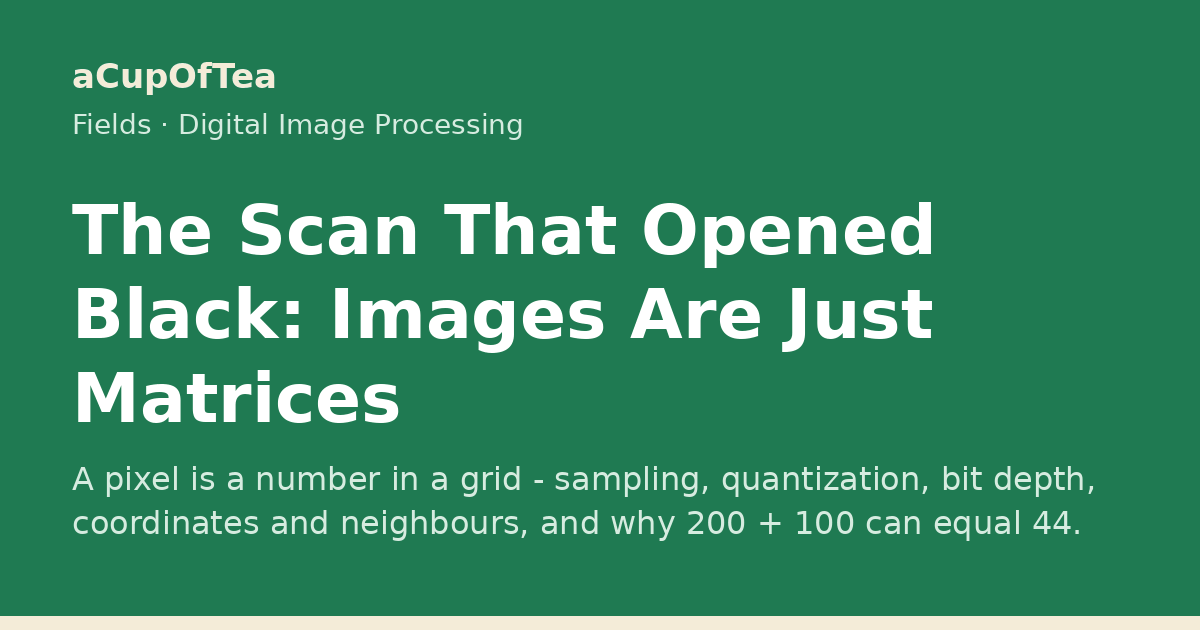 aCupOfTea
Fields · Digital Image Processing
The Scan That Opened
Black: Images Are Just
Matrices
A pixel is a number in a grid - sampling, quantization, bit depth,
coordinates and neighbours, and why 200 + 100 can equal 44.